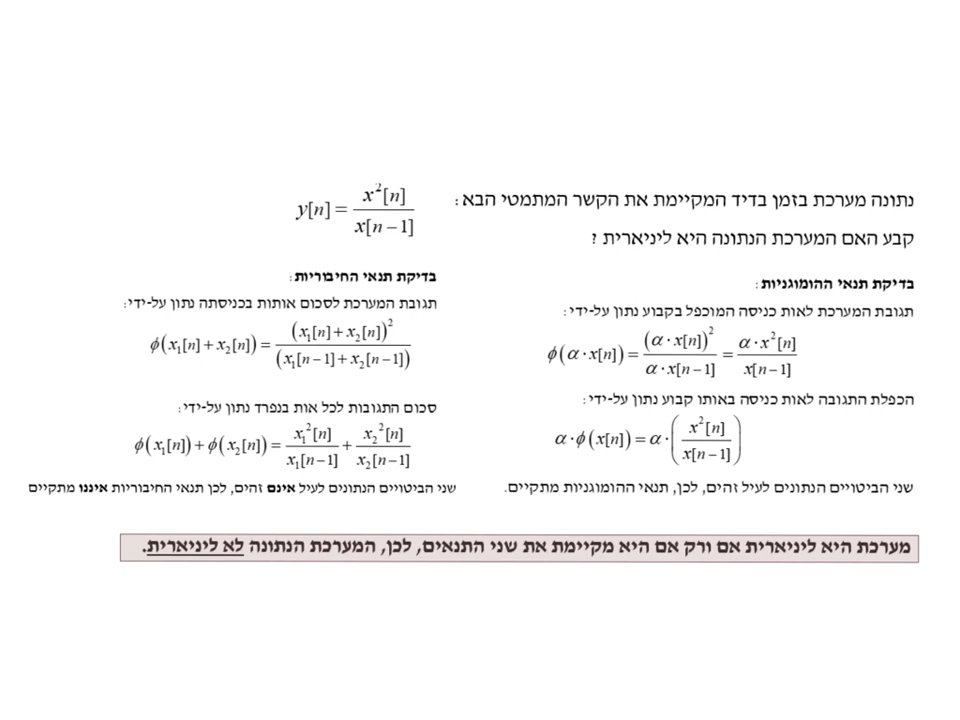 נתונה מערכת בזמן בדיד המקיימת את הקשר המתמטי הבא : y[n] = x²[n] / x[n−1]
קבע האם המערכת הנתונה היא ליניארית ?
בדיקת תנאי ההומוגניות :
תגובת המערכת לאות כניסה המוכפל בקבוע נתון על-ידי :
ϕ(α·x[n]) = (α·x[n])² / α·x[n−1] = α·x²[n] / x[n−1]
הכפלת התגובה לאות כניסה באותו קבוע נתון על-ידי :
α·ϕ(x[n]) = α·(x²[n] / x[n−1])
שני הביטויים הנתונים לעיל זהים, לכן, תנאי ההומוגניות מתקיים.
בדיקת תנאי החיבוריות :
תגובת המערכת לסכום אותות בכניסתה נתון על-ידי :
ϕ(x₁[n]+x₂[n]) = (x₁[n]+x₂[n])² / (x₁[n−1]+x₂[n−1])
סכום התגובות לכל אות בנפרד נתון על-ידי :
ϕ(x₁[n])+ϕ(x₂[n]) = x₁²[n] / x₁[n−1] + x₂²[n] / x₂[n−1]
שני הביטויים הנתונים לעיל אינם זהים, לכן תנאי החיבוריות איננו מתקיים
מערכת היא ליניארית אם ורק אם היא מקיימת את שני התנאים, לכן, המערכת הנתונה לא ליניארית.